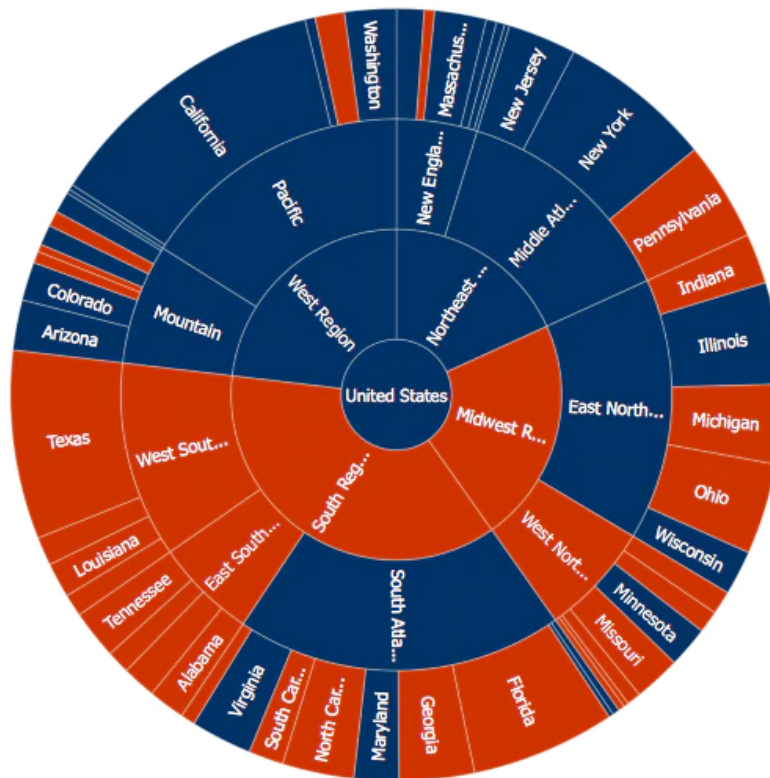 United States
Northeast ...
Midwest R...
South Reg...
West Region
New Engla...
Middle Atl...
East North...
West Nort...
South Atla...
East South...
West Sout...
Mountain
Pacific
Massachus...
New Jersey
New York
Pennsylvania
Indiana
Illinois
Michigan
Ohio
Wisconsin
Minnesota
Missouri
Florida
Georgia
Maryland
North Car...
South Car...
Virginia
Alabama
Tennessee
Louisiana
Texas
Arizona
Colorado
California
Washington